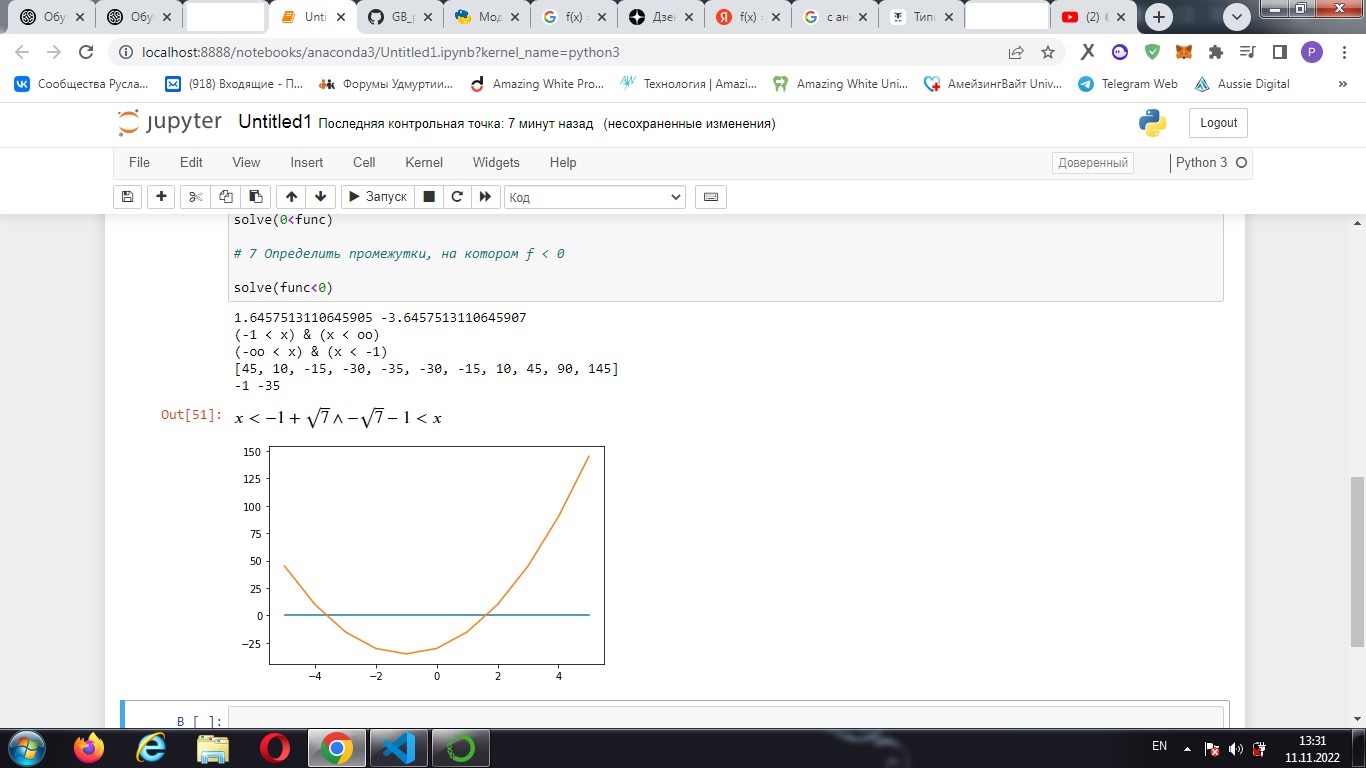 Обу
Обу
Unti
GB_
Мод
f(x) =
Дзен
f(x) =
с ан
Тип
(2)
localhost:8888/notebooks/anaconda3/Untitled1.ipynb?kernel_name=python3
P
Сообщества Русла...
(918) Входящие - П...
Форумы Удмуртии...
Amazing White Pro...
Технология | Amazi...
Amazing White Uni...
АмейзингВайт Univ...
Telegram Web
Aussie Digital
»
jupyter Untitled1 Последняя контрольная точка: 7 минут назад (несохраненные изменения)
Logout
File Edit View Insert Cell Kernel Widgets Help
Доверенный
Python 3
Запуск
Код
solve(0<func)
# 7 Определить промежутки, на котором f < 0
solve(func<0)
1.6457513110645905 -3.6457513110645907
(-1 < x) & (x < oo)
(-oo < x) & (x < -1)
[45, 10, -15, -30, -35, -30, -15, 10, 45, 90, 145]
-1 -35
Out[51]: x < −1 + √7 ∧ −√7 − 1 < x
150
125
100
75
50
25
0
−25
−4 −2 0 2 4
В [ ]:
EN
13:31
11.11.2022